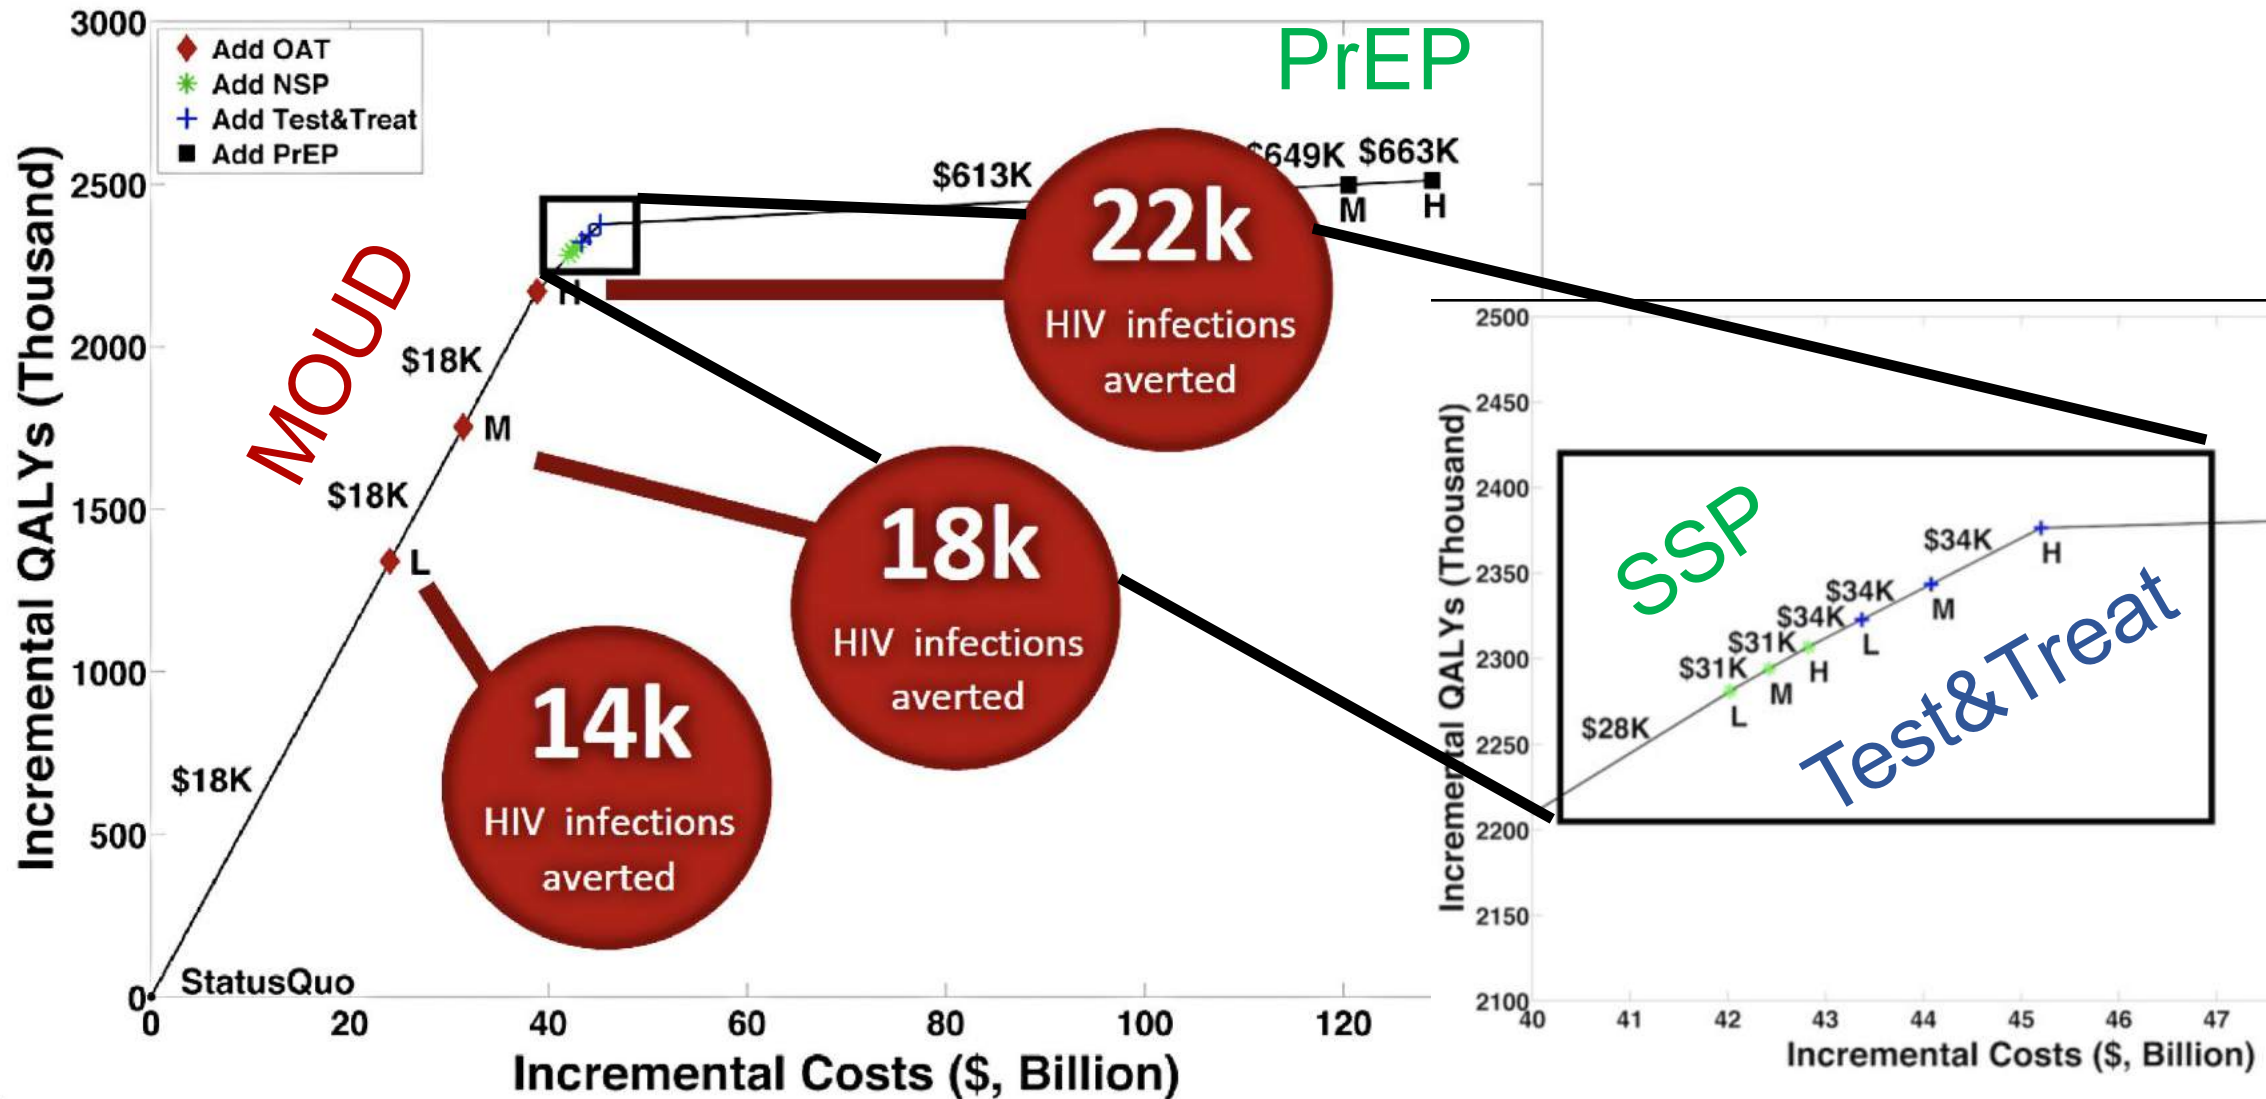 3000
2500
2000
1500
1000
500
0
Incremental QALYs (Thousand)
Add OAT
Add NSP
Add Test&Treat
Add PrEP
PrEP
MOUD
SSP
Test&Treat
$613K
$649K $663K
M
H
H
$18K
M
$18K
L
$18K
StatusQuo
22k
HIV infections
averted
18k
HIV infections
averted
14k
HIV infections
averted
0 20 40 60 80 100 120
Incremental Costs ($, Billion)
2500
2450
2400
2350
2300
2250
2200
2150
2100
Incremental QALYs (Thousand)
$34K
H
$34K
M
$34K
L
$31K
H
$31K
M
$28K
L
40 41 42 43 44 45 46 47
Incremental Costs ($, Billion)